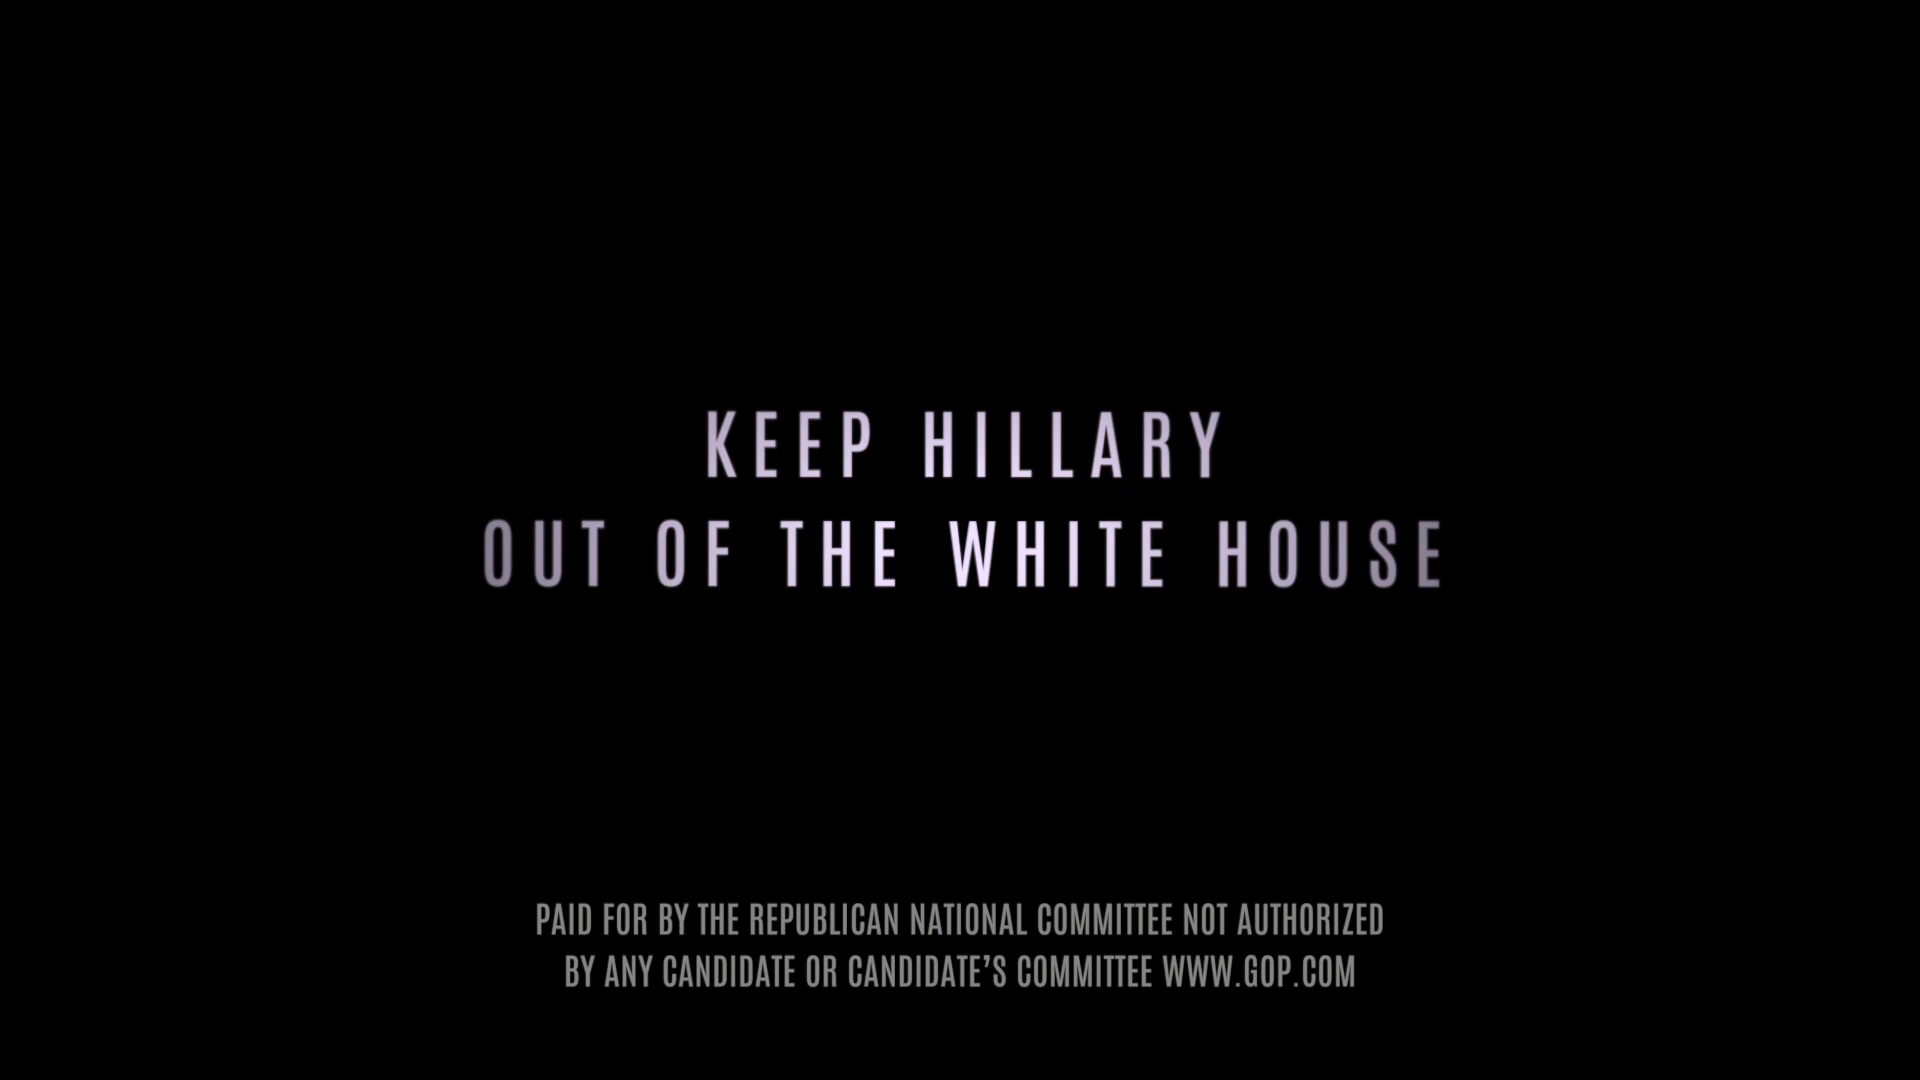 KEEP HILLARY
OUT OF THE WHITE HOUSE
PAID FOR BY THE REPUBLICAN NATIONAL COMMITTEE NOT AUTHORIZED
BY ANY CANDIDATE OR CANDIDATE’S COMMITTEE WWW.GOP.COM